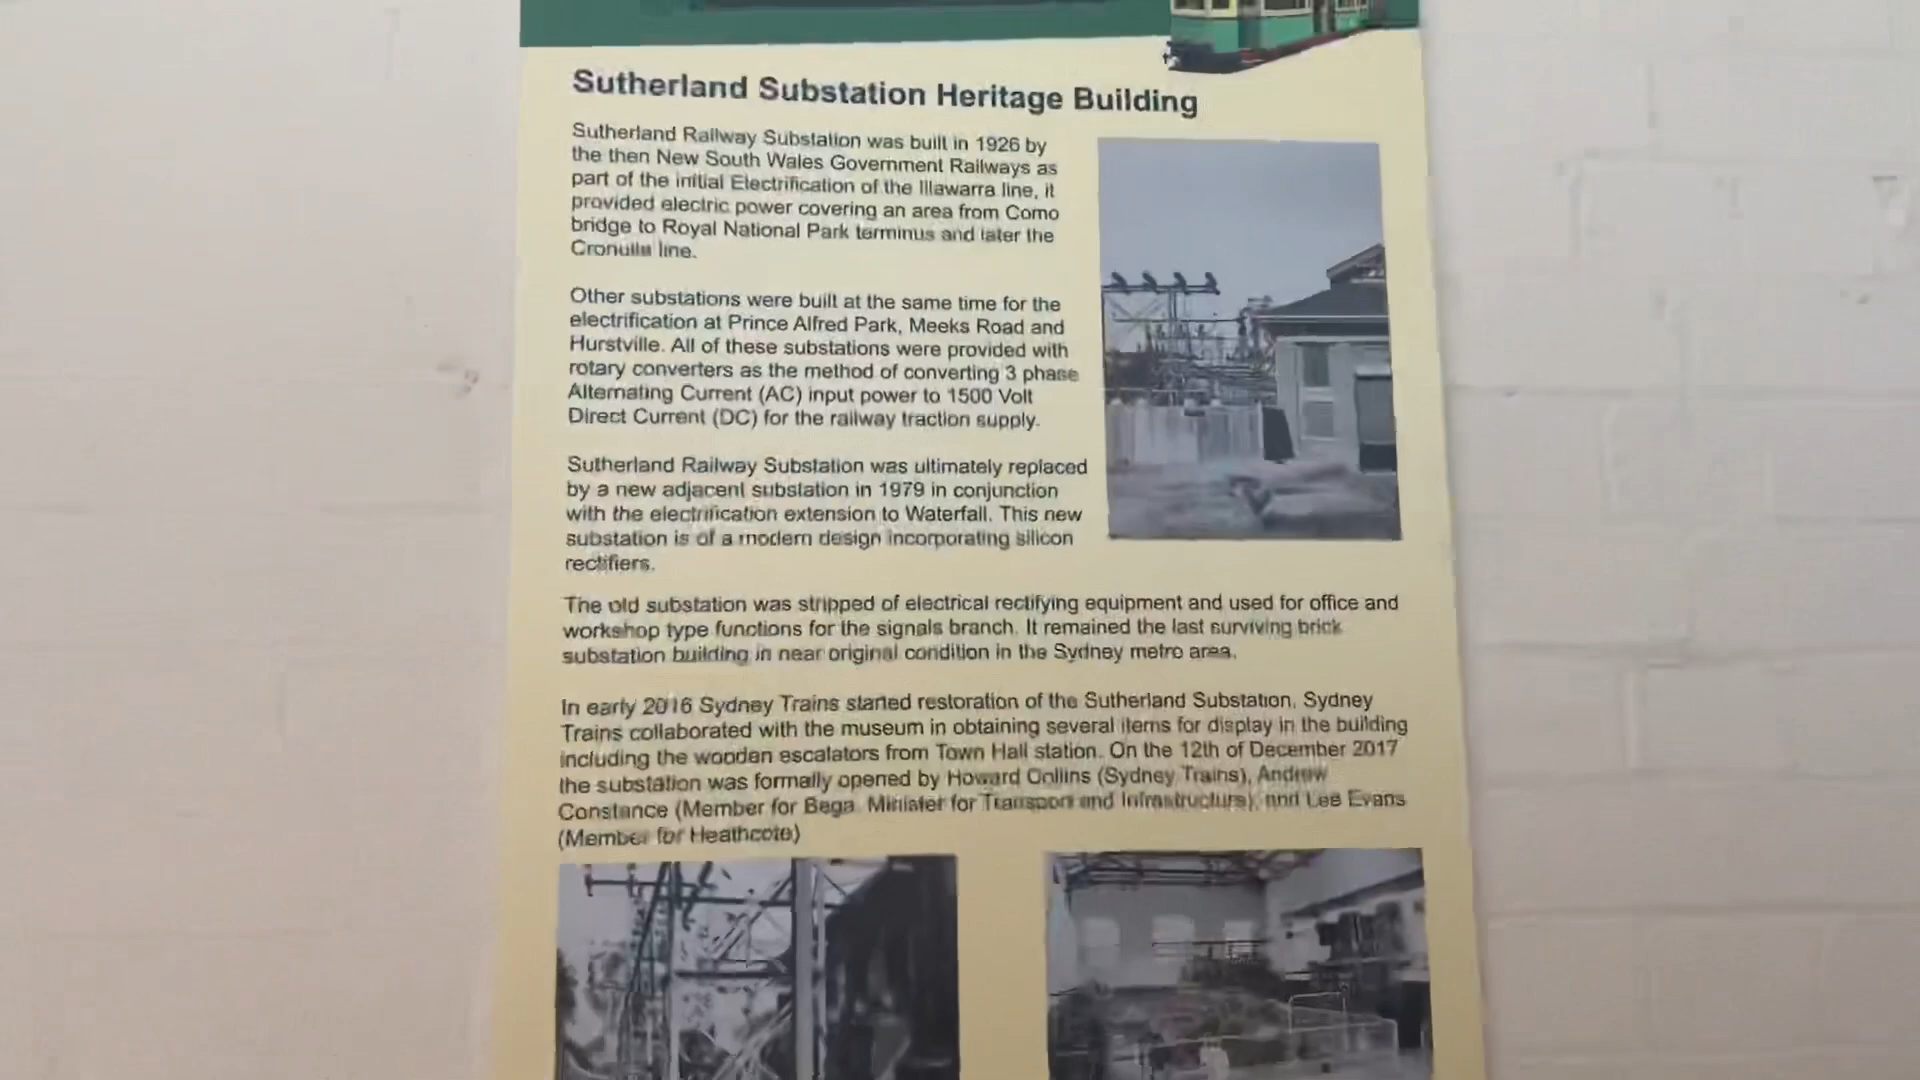 Sutherland Substation Heritage Building
Sutherland Railway Substation was built in 1926 by
the then New South Wales Government Railways as
part of the initial Electrification of the Illawarra line, it
provided electric power covering an area from Como
bridge to Royal National Park terminus and later the
Cronulla line.
Other substations were built at the same time for the
electrification at Prince Alfred Park, Meeks Road and
Hurstville. All of these substations were provided with
rotary converters as the method of converting 3 phase
Alternating Current (AC) input power to 1500 Volt
Direct Current (DC) for the railway traction supply.
Sutherland Railway Substation was ultimately replaced
by a new adjacent substation in 1979 in conjunction
with the electrification extension to Waterfall. This new
substation is of a modern design incorporating silicon
rectifiers.
The old substation was stripped of electrical rectifying equipment and used for office and
workshop type functions for the signals branch. It remained the last surviving brick
substation building in near original condition in the Sydney metro area.
In early 2016 Sydney Trains started restoration of the Sutherland Substation. Sydney
Trains collaborated with the museum in obtaining several items for display in the building
including the wooden escalators from Town Hall station. On the 12th of December 2017
the substation was formally opened by Howard Collins (Sydney Trains), Andrew
Constance (Member for Bega, Minister for Transport and Infrastructure), and Lee Evans
(Member for Heathcote)